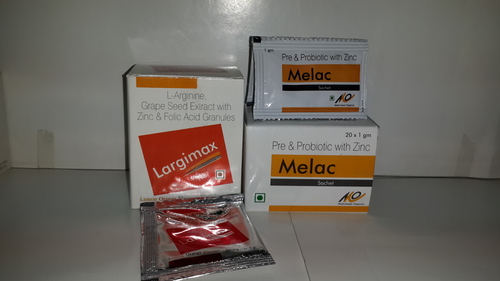 L-Arginine,
Grape Seed Extract with
Zinc & Folic Acid Granules
Largimax
1 gm
Pre & Probiotic with Zinc
Melac
Sachet
20 x 1 gm
Pre & Probiotic with Zinc
Melac
Sachet